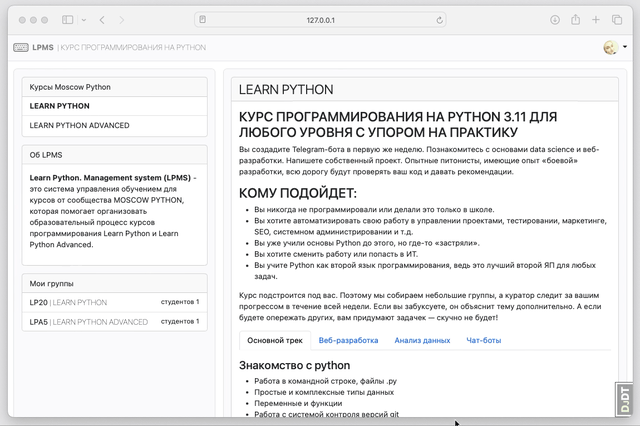 127.0.0.1
LPMS | КУРС ПРОГРАММИРОВАНИЯ НА PYTHON
Курсы Moscow Python
LEARN PYTHON
LEARN PYTHON ADVANCED
Об LPMS
Learn Python. Management system (LPMS) -
это система управления обучением для
курсов от сообщества MOSCOW PYTHON,
которая помогает организовать
образовательный процесс курсов
программирования Learn Python и Learn
Python Advanced.
Мои группы
LP20 | LEARN PYTHON студентов 1
LPA5 | LEARN PYTHON ADVANCED студентов 1
LEARN PYTHON
КУРС ПРОГРАММИРОВАНИЯ НА PYTHON 3.11 ДЛЯ
ЛЮБОГО УРОВНЯ С УПОРОМ НА ПРАКТИКУ
Вы создадите Telegram-бота в первую же неделю. Познакомитесь с основами data science и веб-
разработки. Напишете собственный проект. Опытные питонисты, имеющие опыт «боевой»
разработки, всю дорогу будут проверять ваш код и давать рекомендации.
КОМУ ПОДОЙДЕТ:
• Вы никогда не программировали или делали это только в школе.
• Вы хотите автоматизировать свою работу в управлении проектами, тестировании, маркетинге,
SEO, системном администрировании и т.д.
• Вы уже учили основы Python до этого, но где-то «застряли».
• Вы хотите сменить работу или попасть в ИТ.
• Вы учите Python как второй язык программирования, ведь это лучший второй ЯП для любых
задач.
Курс подстроится под вас. Поэтому мы собираем небольшие группы, а куратор следит за вашим
прогрессом в течение всей недели. Если вы забуксуете, он объяснит тему дополнительно. А если
будете опережать других, вам придумают задачек — скучно не будет!
Основной трек Веб-разработка Анализ данных Чат-боты
Знакомство с python
• Работа в командной строке, файлы .py
• Простые и комплексные типы данных
• Переменные и функции
• Работа с системой контроля версий git
DJDT